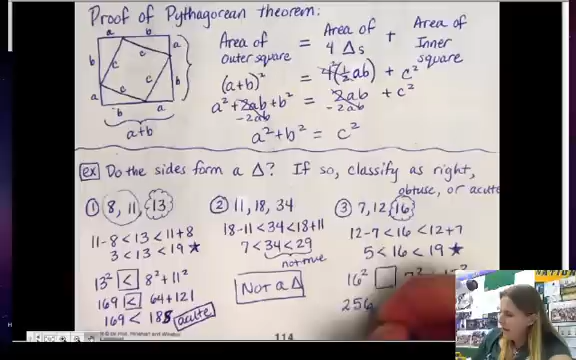 Proof of Pythagorean theorem:
a b
b a
c c
c c
a b
b a
a+b
Area of outer square = Area of 4 Δs + Area of Inner square
(a+b)² = 4(½ab) + c²
a² + 2ab + b² = 2ab + c²
-2ab -2ab
a² + b² = c²
ex Do the sides form a Δ? If so, classify as right,
obtuse, or acute
① 8, 11, 13
11-8 < 13 < 11+8
3 < 13 < 19 ★
13² < 8² + 11²
169 < 64+121
169 < 185 acute
② 11, 18, 34
18-11 < 34 < 18+11
7 < 34 < 29
not true
Not a Δ
③ 7, 12, 16
12-7 < 16 < 12+7
5 < 16 < 19 ★
16²
256
114
NATION